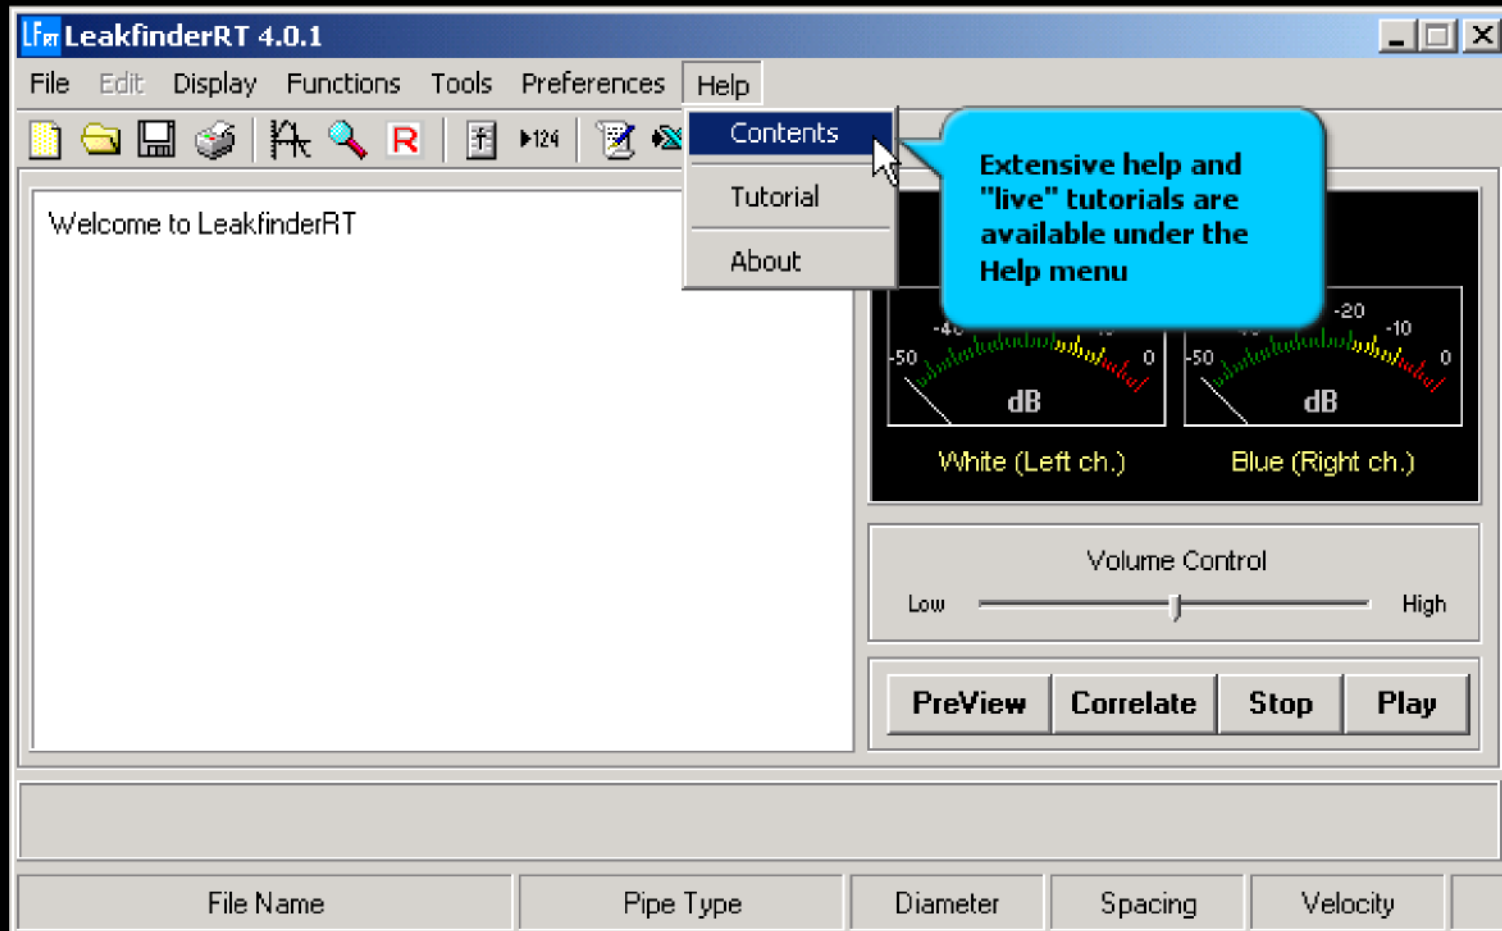 LFRT LeakfinderRT 4.0.1
File Edit Display Functions Tools Preferences Help
R f 124
Contents
Tutorial
About
Extensive help and
"live" tutorials are
available under the
Help menu
Welcome to LeakfinderRT
-50 -40 0
dB
White (Left ch.)
-50 -20 -10 0
dB
Blue (Right ch.)
Volume Control
Low High
PreView Correlate Stop Play
File Name Pipe Type Diameter Spacing Velocity